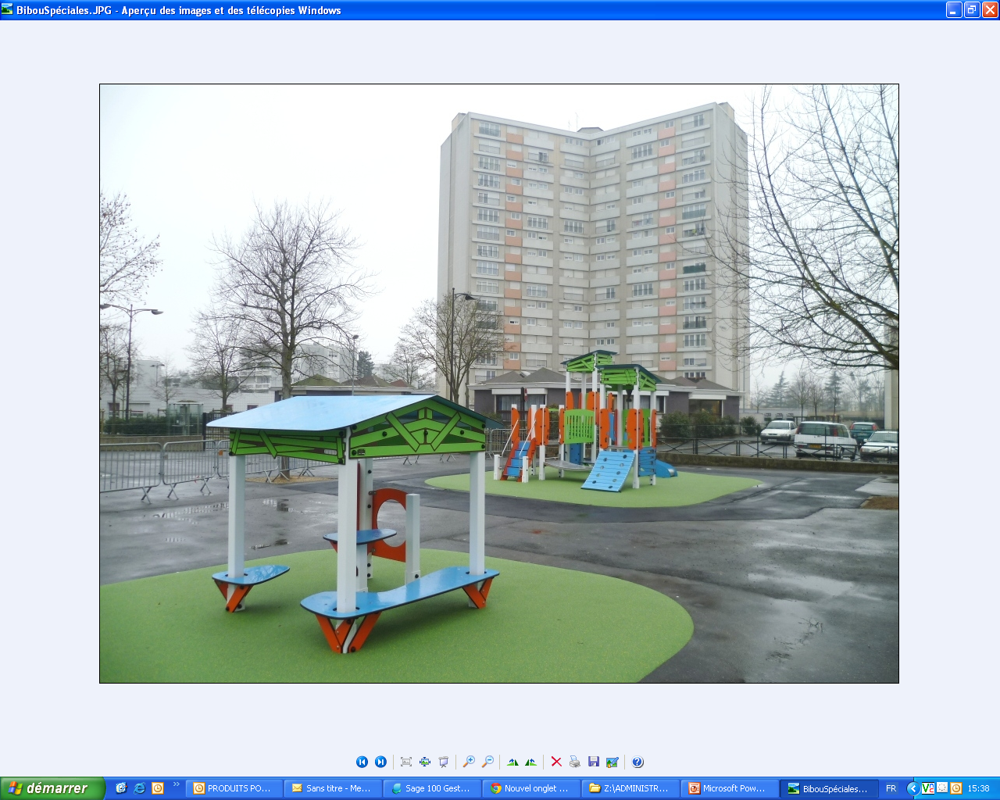 BibouSpéciales.JPG - Aperçu des images et des télécopies Windows
démarrer
PRODUITS PO...
Sans titre - Me...
Sage 100 Gest...
Nouvel onglet ...
Z:\ADMINISTR...
Microsoft Pow...
BibouSpéciales...
FR
15:38